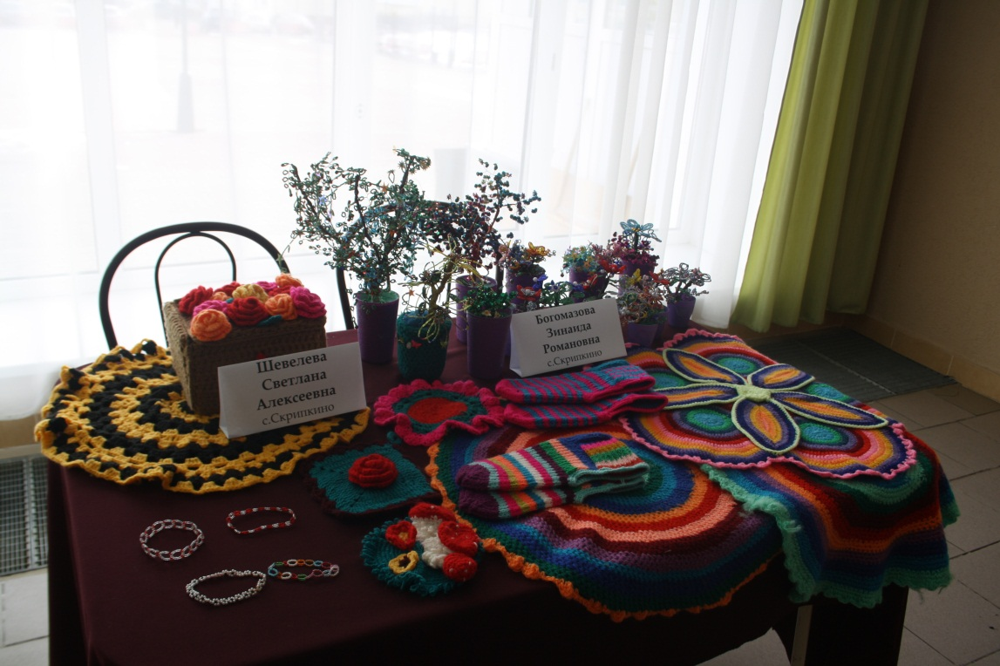 Шевелева
Светлана
Алексеевна
с.Скрипкино
Богомазова
Зинаида
Романовна
с.Скрипкино